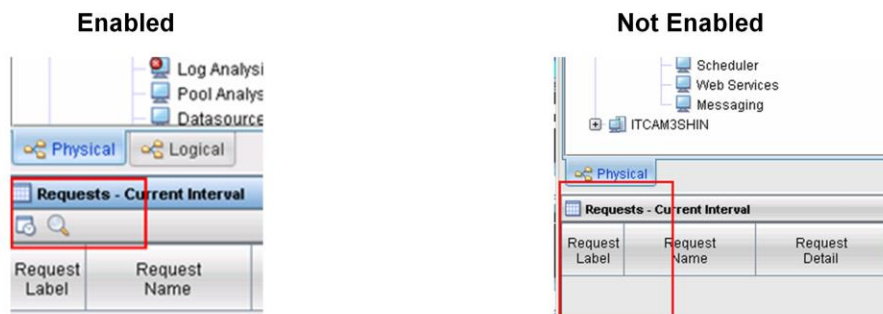 Enabled
Log Analysi
Pool Analys
Datasource
Physical
Logical
Requests - Current Interval
Request Label
Request Name
Not Enabled
Scheduler
Web Services
Messaging
ITCAM3SHIN
Physical
Requests - Current Interval
Request Label
Request Name
Request Detail